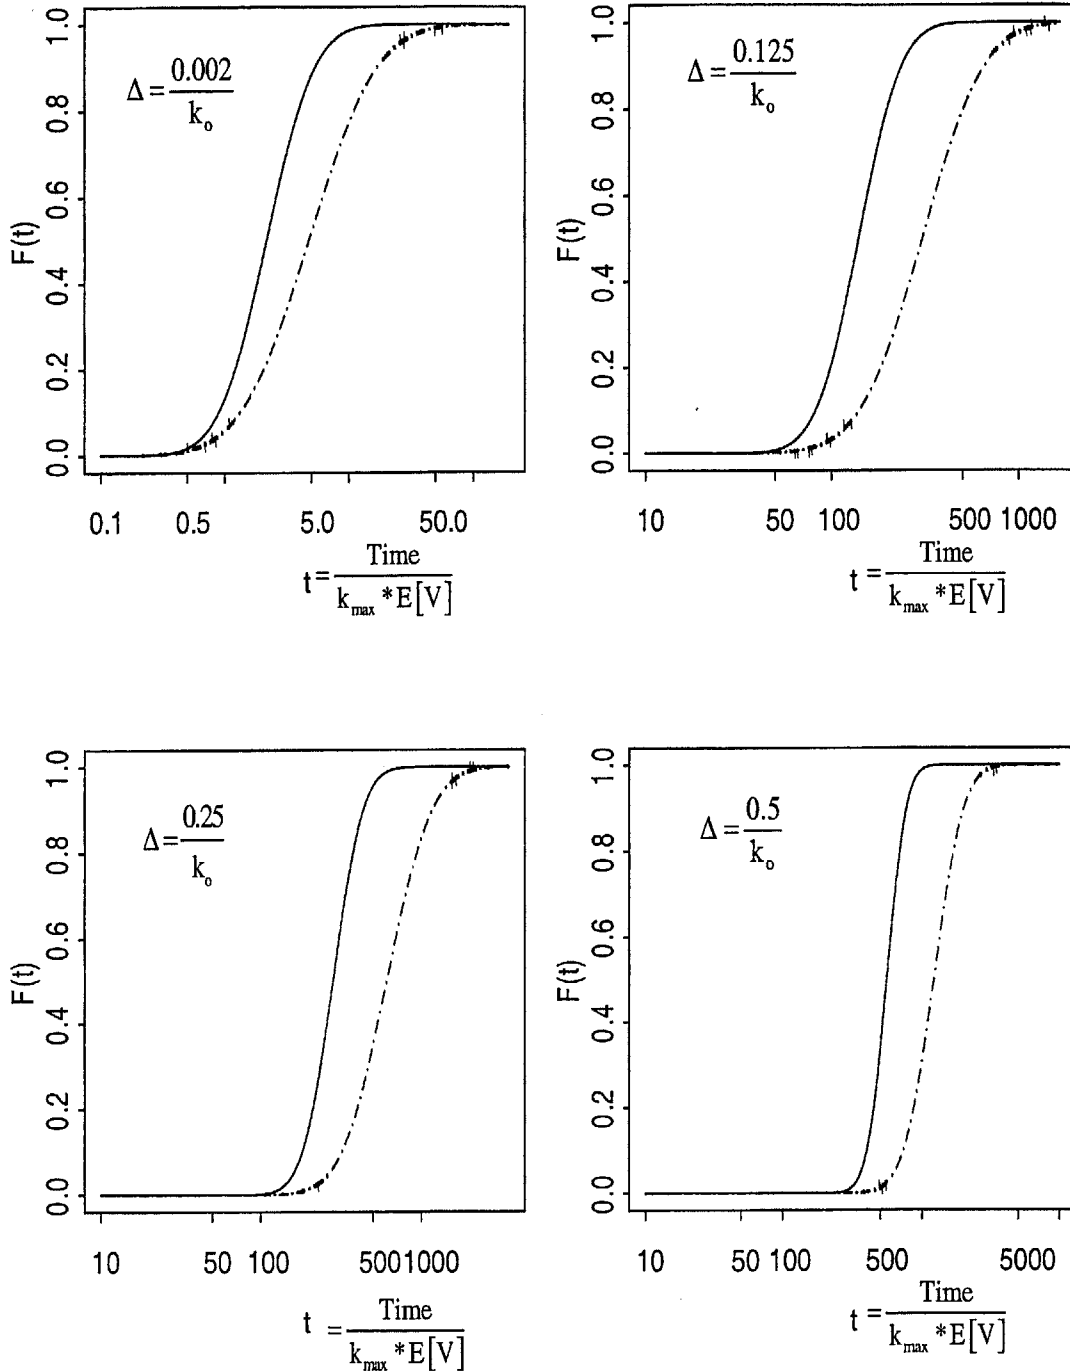 1.0
0.8
0.6
0.4
0.2
0.0
F(t)
Δ = 0.002 / k₀
0.1 0.5 5.0 50.0
t = Time / k_max * E[V]
1.0
0.8
0.6
0.4
0.2
0.0
F(t)
Δ = 0.125 / k₀
10 50 100 500 1000
t = Time / k_max * E[V]
1.0
0.8
0.6
0.4
0.2
0.0
F(t)
Δ = 0.25 / k₀
10 50 100 500 1000
t = Time / k_max * E[V]
1.0
0.8
0.6
0.4
0.2
0.0
F(t)
Δ = 0.5 / k₀
10 50 100 500 5000
t = Time / k_max * E[V]